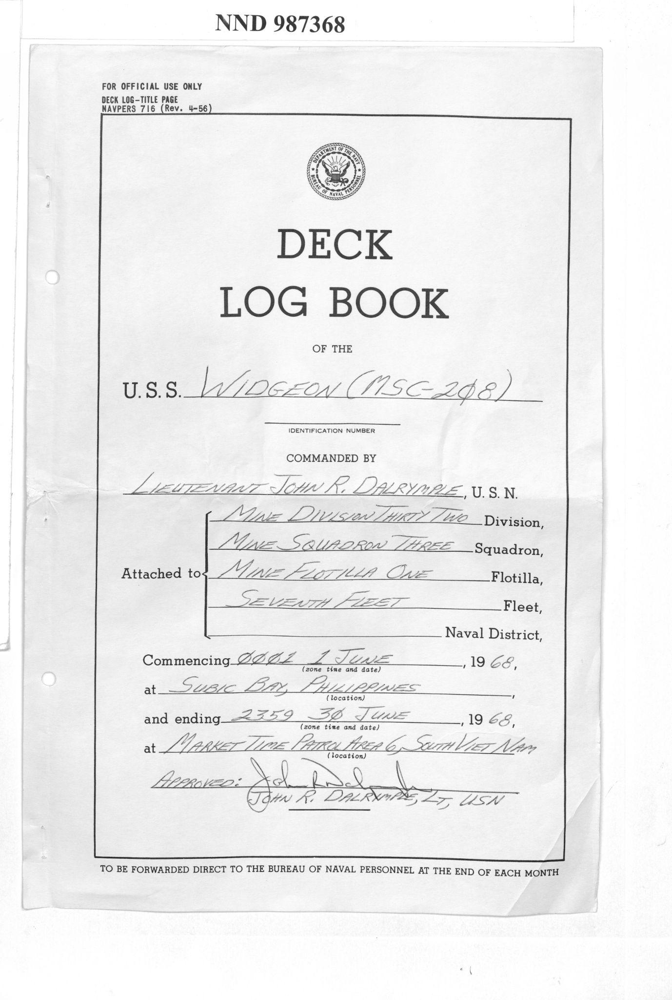 NND 987368
FOR OFFICIAL USE ONLY
DECK LOG-TITLE PAGE
NAVPERS 716 (Rev. 4-56)
DEPARTMENT OF THE NAVY
BUREAU OF NAVAL PERSONNEL
DECK
LOG BOOK
OF THE
U.S.S. WIDGEON (MSC-2Ø8)
IDENTIFICATION NUMBER
COMMANDED BY
LIEUTENANT JOHN R. DALRYMPLE, U.S.N.
MINE DIVISION THIRTY TWO Division,
MINE SQUADRON THREE Squadron,
Attached to MINE FLOTILLA ONE Flotilla,
SEVENTH FLEET Fleet,
Naval District,
Commencing ØØØ1 1 JUNE, 1968,
(zone time and date)
at SUBIC BAY, PHILIPPINES,
(location)
and ending 2359 3Ø JUNE, 1968,
(zone time and date)
at MARKET TIME PATROL AREA 6, SOUTH VIET NAM
(location)
APPROVED: John R Dalrymple
JOHN R. DALRYMPLE, LT, USN
TO BE FORWARDED DIRECT TO THE BUREAU OF NAVAL PERSONNEL AT THE END OF EACH MONTH